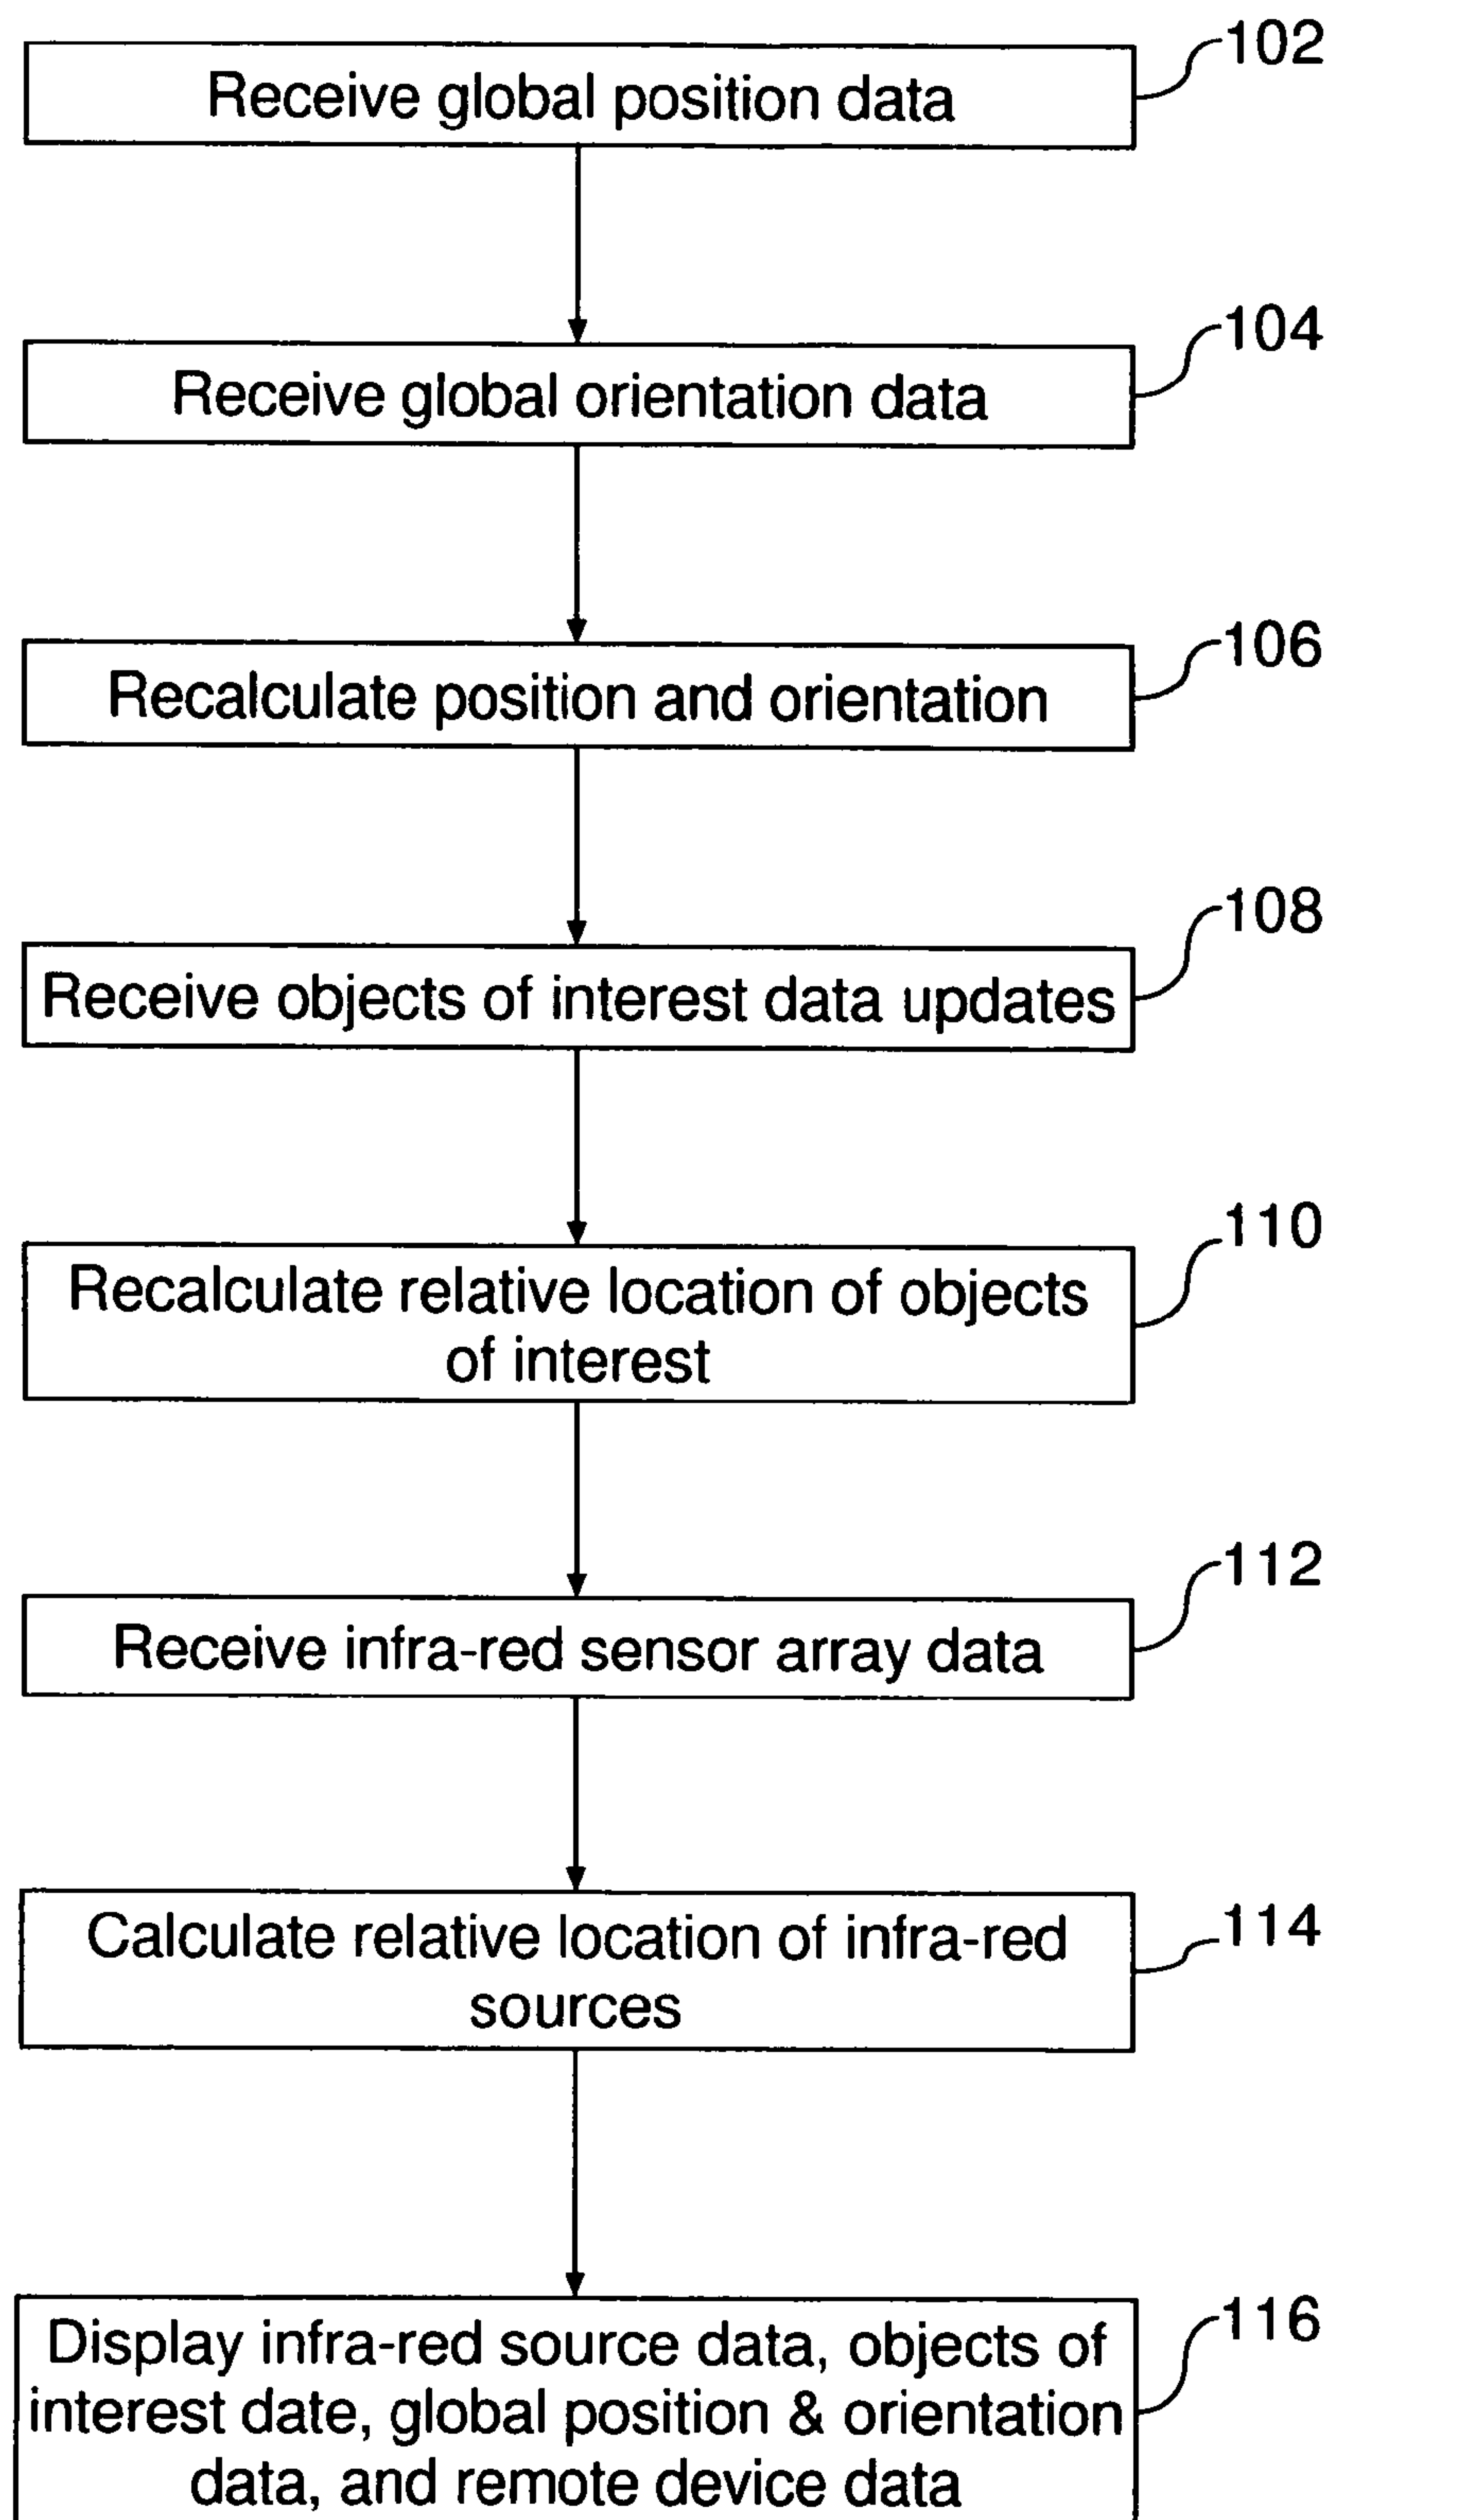 102
Receive global position data
104
Receive global orientation data
106
Recalculate position and orientation
108
Receive objects of interest data updates
110
Recalculate relative location of objects
of interest
112
Receive infra-red sensor array data
114
Calculate relative location of infra-red
sources
116
Display infra-red source data, objects of
interest date, global position & orientation
data, and remote device data